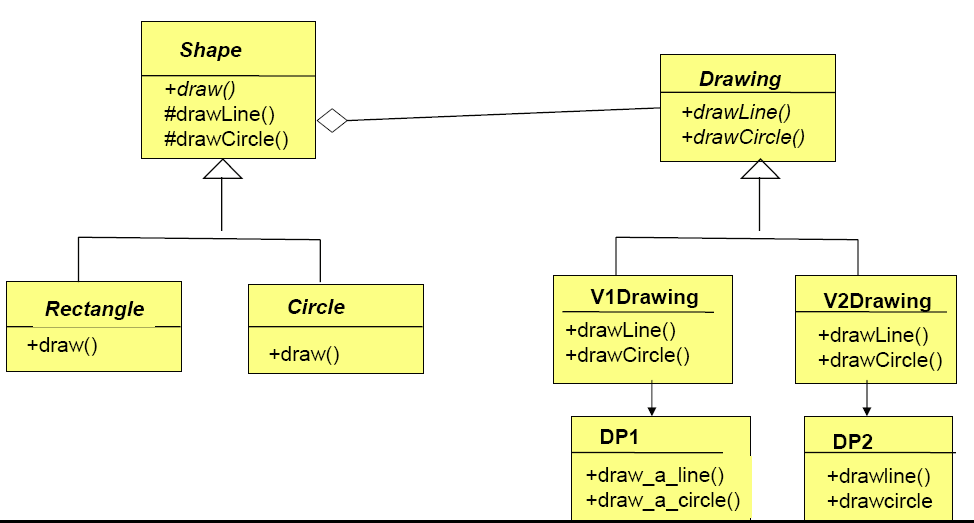 Shape
+draw()
#drawLine()
#drawCircle()
Drawing
+drawLine()
+drawCircle()
Rectangle
+draw()
Circle
+draw()
V1Drawing
+drawLine()
+drawCircle()
V2Drawing
+drawLine()
+drawCircle()
DP1
+draw_a_line()
+draw_a_circle()
DP2
+drawline()
+drawcircle